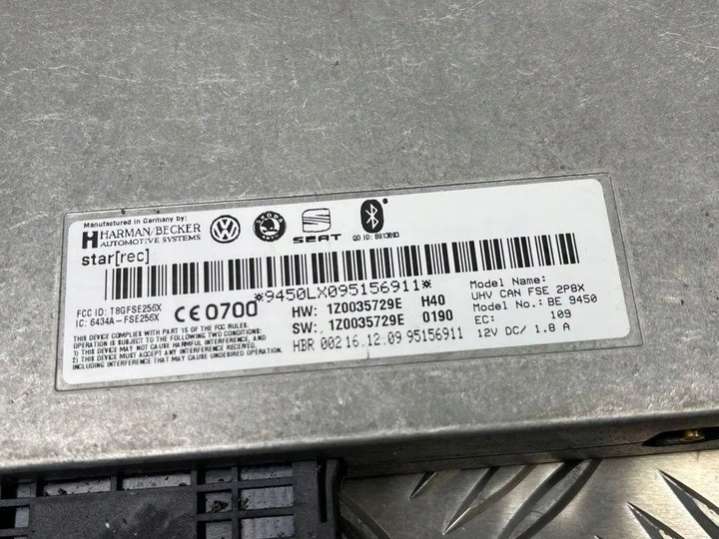 Manufactured in Germany by:
HARMAN/BECKER
AUTOMOTIVE SYSTEMS
SKODA
SEAT
QD ID: B013893
star[rec]
*9450LX095156911*
FCC ID: T8GFSE256X
IC: 6434A-FSE256X
CE 0700
HW: 1Z0035729E H40
SW: 1Z0035729E 0190
HBR 002 16.12.09 95156911
Model Name:
UHV CAN FSE 2P8X
Model No.: BE 9450
EC: 109
12V DC/ 1.8 A
THIS DEVICE COMPLIES WITH PART 15 OF THE FCC RULES.
OPERATION IS SUBJECT TO THE FOLLOWING TWO CONDITIONS:
1) THIS DEVICE MAY NOT CAUSE HARMFUL INTERFERENCE, AND
2) THIS DEVICE MUST ACCEPT ANY INTERFERENCE RECEIVED,
INCLUDING INTERFERENCE THAT MAY CAUSE UNDESIRED OPERATION.